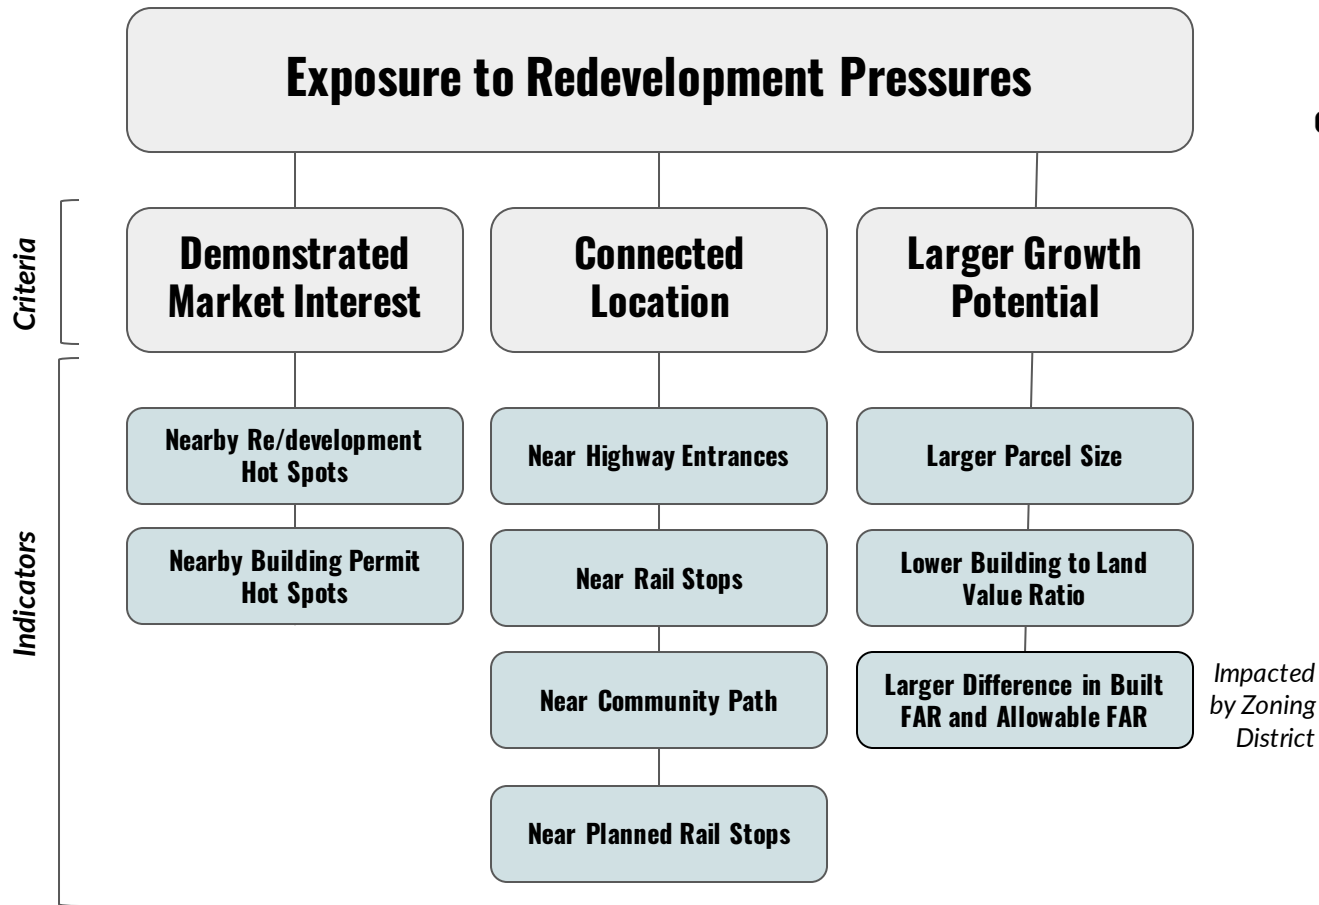 Exposure to Redevelopment Pressures
Criteria
Demonstrated
Market Interest
Connected
Location
Larger Growth
Potential
Indicators
Nearby Re/development
Hot Spots
Nearby Building Permit
Hot Spots
Near Highway Entrances
Near Rail Stops
Near Community Path
Near Planned Rail Stops
Larger Parcel Size
Lower Building to Land
Value Ratio
Larger Difference in Built
FAR and Allowable FAR
Impacted
by Zoning
District